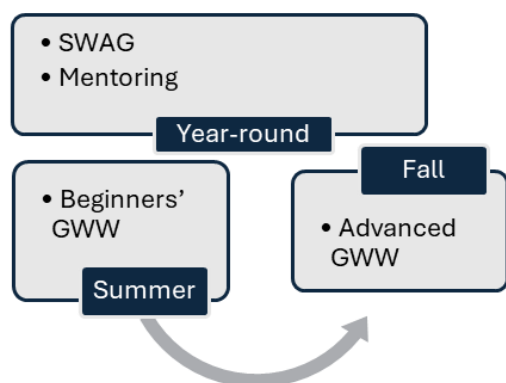 • SWAG
• Mentoring
Year-round
• Beginners’
GWW
Summer
Fall
• Advanced
GWW